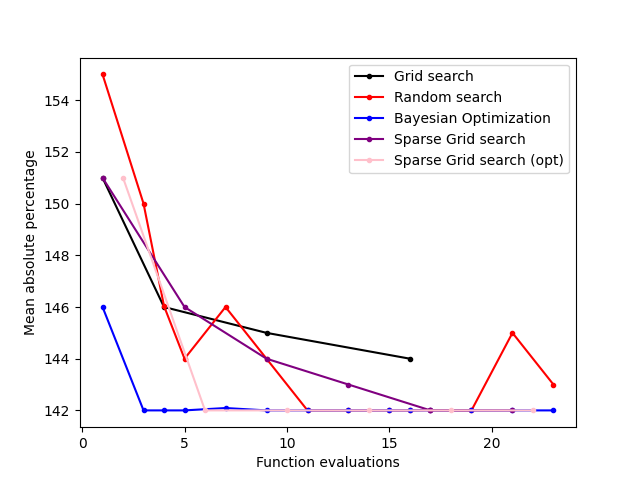 Grid search
Random search
Bayesian Optimization
Sparse Grid search
Sparse Grid search (opt)
Mean absolute percentage
154
152
150
148
146
144
142
0 5 10 15 20
Function evaluations